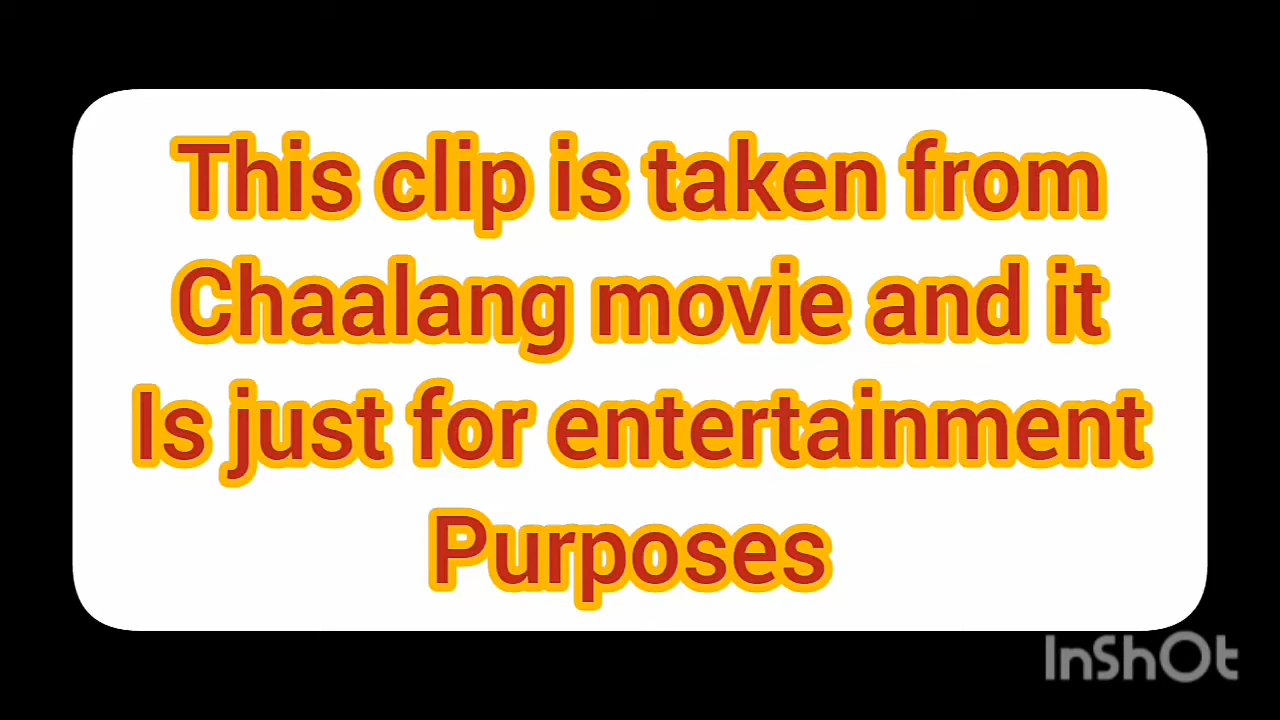 This clip is taken from
Chaalang movie and it
Is just for entertainment
Purposes
InShOt